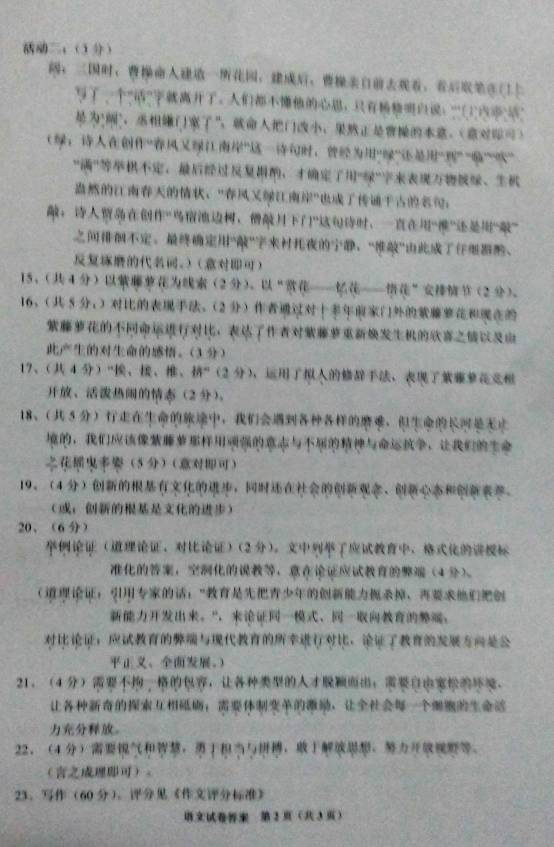 活动二：（3 分）
阔：三国时，曹操命人建造一所花园，建成后，曹操亲自前去观看，看后取笔在门上
写了一个“活”字就离开了。人们都不懂他的心思，只有杨修明白说：“‘门’内添‘活’
是为‘阔’，丞相嫌门宽了”，就命人把门改小，果然正是曹操的本意。（意对即可）
（绿：诗人在创作“春风又绿江南岸”这一诗句时，曾经为用“绿”还是用“到”“临”“吹”
“满”等举棋不定，最后经过反复斟酌，才确定了用“绿”字来表现万物复绿、生机
盎然的江南春天的情状，“春风又绿江南岸”也成了传诵千古的名句；
敲：诗人贾岛在创作“鸟宿池边树，僧敲月下门”这句诗时，一直在用“推”还是用“敲”
之间徘徊不定。最终确定用“敲”字来衬托夜的宁静。“推敲”由此成了仔细斟酌、
反复琢磨的代名词。）（意对即可）
15、（共 4 分）以紫藤萝花为线索（2 分）。以“赏花——忆花——悟花”安排情节（2 分）。
16、（共 5 分，）对比的表现手法。（2 分）作者通过对十多年前家门外的紫藤萝花和现在的
紫藤萝花的不同命运进行对比，表达了作者对紫藤萝重新焕发生机的欣喜之情以及由
此产生的对生命的感悟。（3 分）
17、（共 4 分）“挨、接、推、挤”（2 分），运用了拟人的修辞手法，表现了紫藤萝花竞相
开放、活泼热闹的情态（2 分）。
18、（共 5 分）行走在生命的旅途中，我们会遇到各种各样的磨难，但生命的长河是无止
境的，我们应该像紫藤萝那样用顽强的意志与不屈的精神与命运抗争，让我们的生命
之花摇曳多姿（5 分）（意对即可）
19、（4 分）创新的根基有文化的进步，同时还在社会的创新观念、创新心态和创新素养。
（或：创新的根基是文化的进步）
20、（6 分）
举例论证（道理论证、对比论证）（2 分）。文中列举了应试教育中，格式化的讲授标
准化的答案，空洞化的说教等，意在论证应试教育的弊端（4 分）。
（道理论证：引用专家的话：“教育是先把青少年的创新能力扼杀掉，再要求他们把创
新能力开发出来。”，来论证同一模式、同一取向教育的弊端；
对比论证：应试教育的弊端与现代教育的所幸进行对比，论证了教育的发展方向是公
平正义、全面发展。）
21、（4 分）需要不拘一格的包容，让各种类型的人才脱颖而出；需要自由宽松的环境，
让各种新奇的探索互相砥砺；需要体制变革的激励，让全社会每一个细胞的生命活
力充分释放。
22、（4 分）需要锐气和智慧，勇于担当与拼搏，敢于解放思想，努力开放视野等。
（言之成理即可）。
23、写作（60 分）。评分见《作文评分标准》
语文试卷答案 第 2 页（共 3 页）